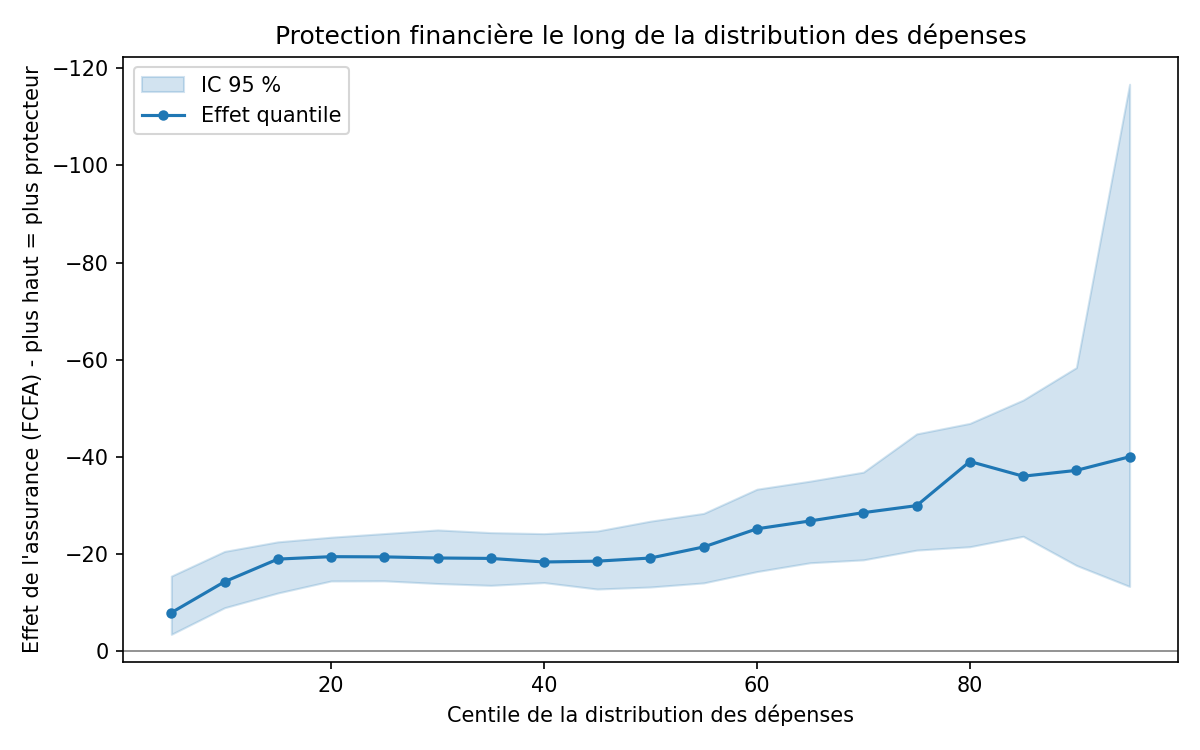 Protection financière le long de la distribution des dépenses
IC 95 %
Effet quantile
Effet de l'assurance (FCFA) - plus haut = plus protecteur
−120
−100
−80
−60
−40
−20
0
20
40
60
80
Centile de la distribution des dépenses